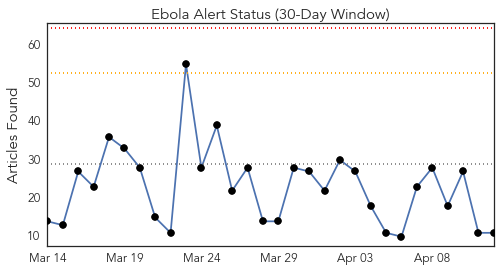 Ebola Alert Status (30-Day Window)
60
50
40
30
20
10
Articles Found
Mar 14 Mar 19 Mar 24 Mar 29 Apr 03 Apr 08